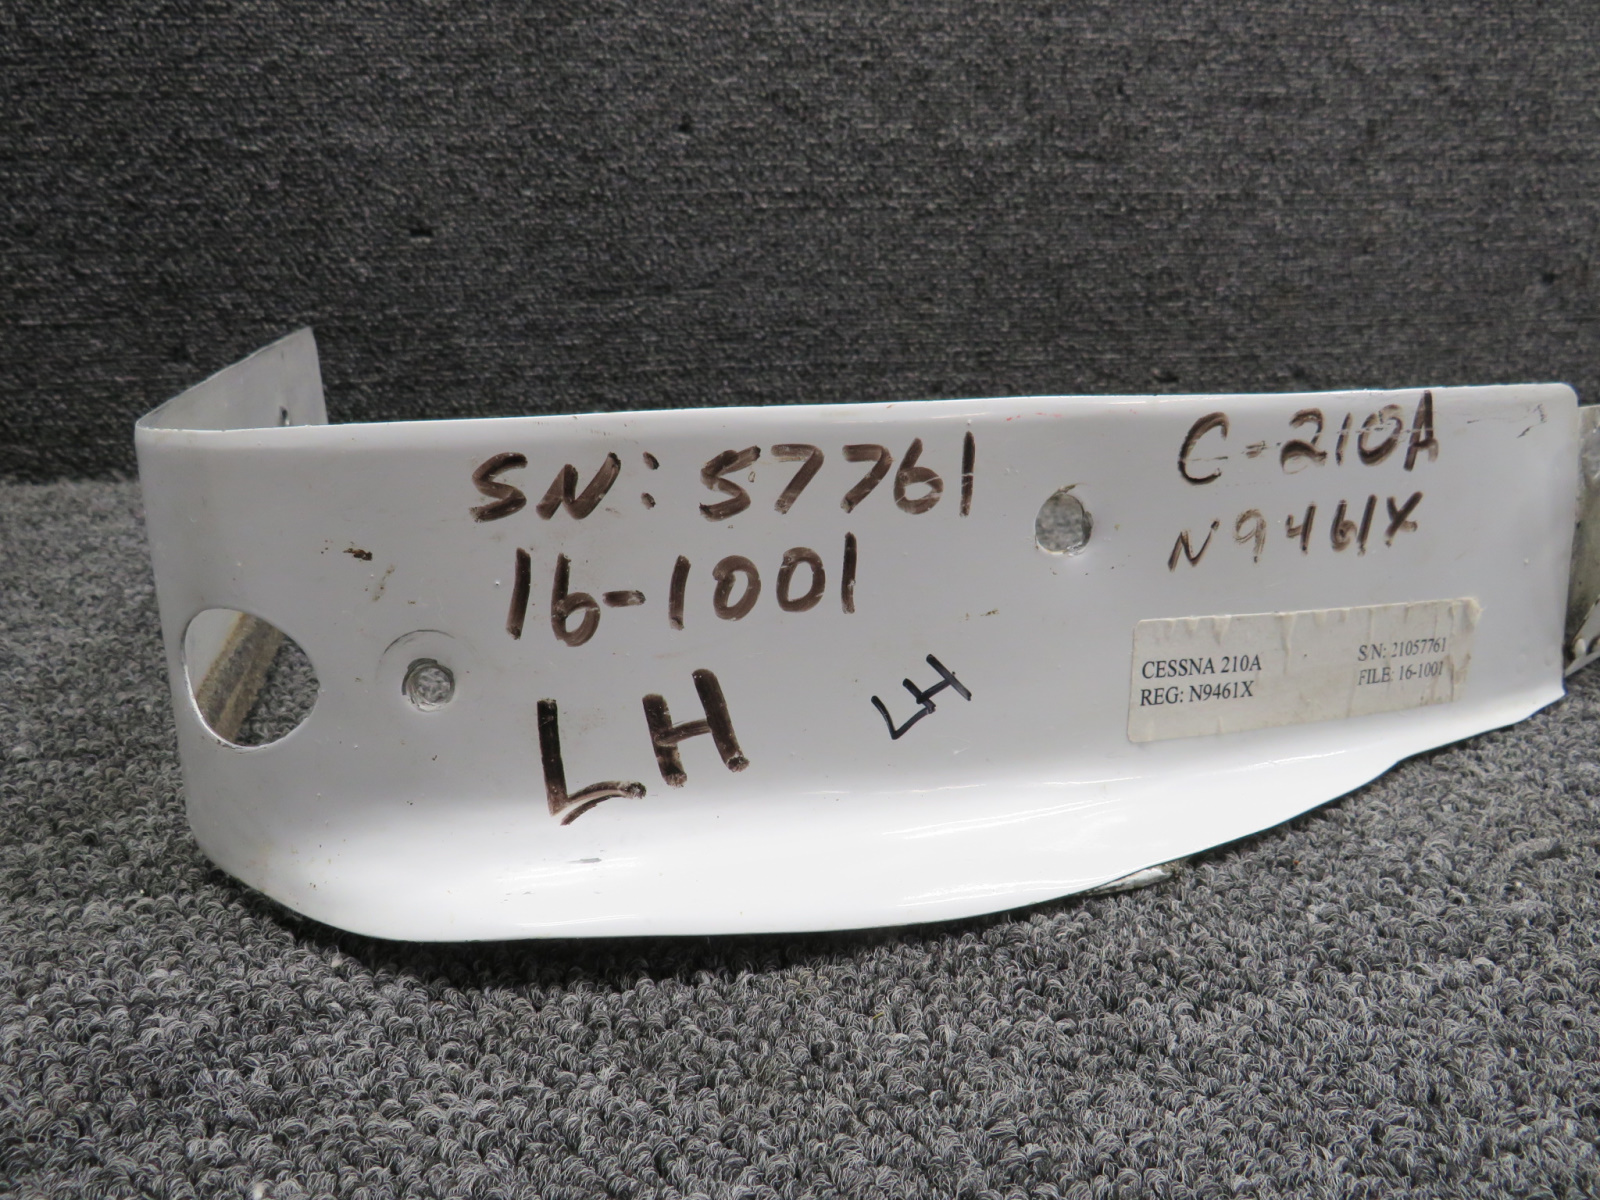 SN: 57761
16-1001
LH
LH
C-210A
N9461X
CESSNA 210A
REG: N9461X
S/N: 21057761
FILE: 16-1001